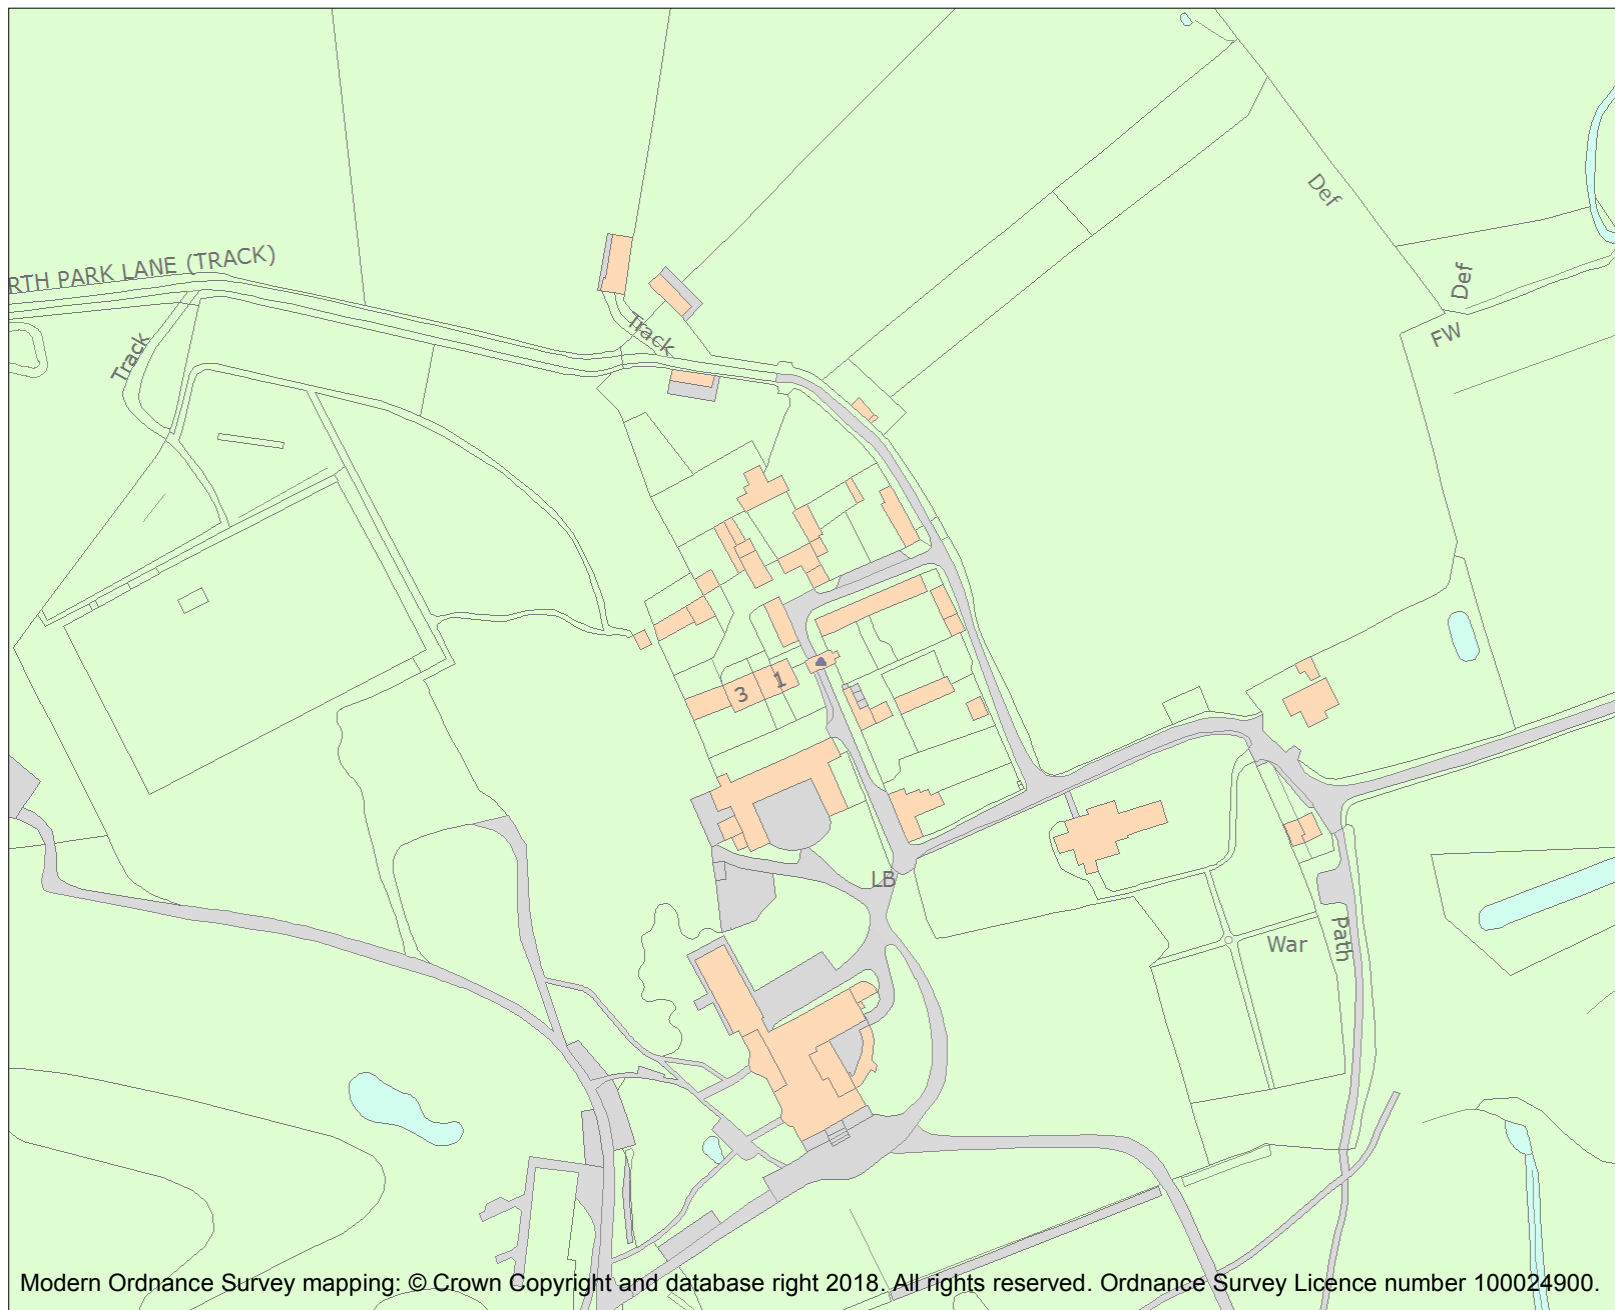 Def
RTH PARK LANE (TRACK)
Def
Track
FW
Track
3
1
LB
War
Path
Modern Ordnance Survey mapping: © Crown Copyright and database right 2018. All rights reserved. Ordnance Survey Licence number 100024900.